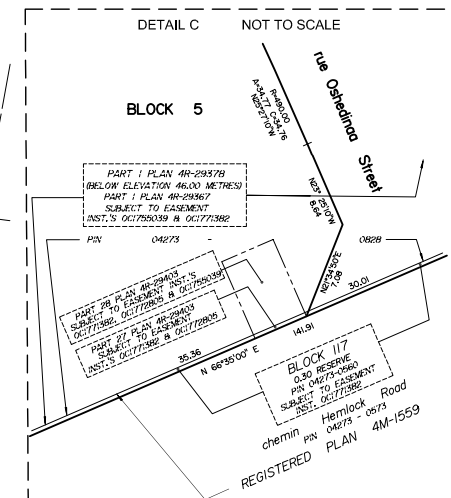 DETAIL C NOT TO SCALE
rue Oshedinaa Street
BLOCK 5
R=490.00
A=34.77 C=34.76
N25°27'10"W
PART 1 PLAN 4R-29378
(BELOW ELEVATION 46.00 METRES)
PART 1 PLAN 4R-29367
SUBJECT TO EASEMENT
INST.'S OC1755039 & OC1771382
N23° 25'10"W
8.64
PIN 04273 - 0828
N21°34'50"E
7.08
PART 28 PLAN 4R-29403
SUBJECT TO EASEMENT INST.'S
OC1771382, OC1772805 & OC1755039
PART 27 PLAN 4R-29403
SUBJECT TO EASEMENT
INST.'S OC1771382 & OC1772805
30.01
141.91
35.36
N 66°35'00" E
BLOCK 117
0.30 RESERVE
PIN 04273-0560
SUBJECT TO EASEMENT
INST. OC1771382
chemin Hemlock Road
PIN 04273 - 0573
REGISTERED PLAN 4M-1559